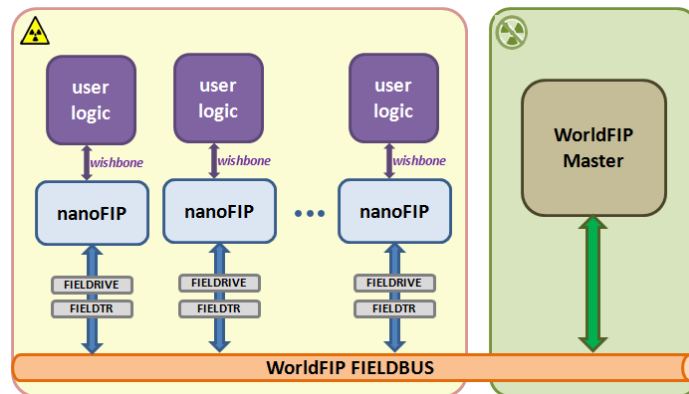 user
logic
user
logic
user
logic
wishbone
wishbone
wishbone
WorldFIP
Master
nanoFIP
nanoFIP
nanoFIP
FIELDRIVE
FIELDRIVE
FIELDRIVE
FIELDTR
FIELDTR
FIELDTR
WorldFIP FIELDBUS